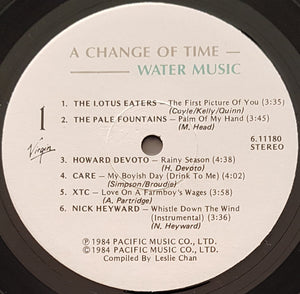 A CHANGE OF TIME —
— WATER MUSIC
1
1. THE LOTUS EATERS — The First Picture Of You (3:35)
(Coyle/Kelly/Quinn)
2. THE PALE FOUNTAINS — Palm Of My Hand (3:45)
(M. Head)
6.11180
STEREO
Virgin
3. HOWARD DEVOTO — Rainy Season (4:38)
(H. Devoto)
4. CARE — My Boyish Day (Drink To Me) (4:02)
(Simpson/Broudie)
5. XTC — Love On A Farmboy's Wages (3:36)
(A. Partridge)
6. NICK HEYWARD — Whistle Down The Wind
(Instrumental) (3:36)
(N. Heyward)
Ⓟ 1984 PACIFIC MUSIC CO., LTD.
© 1984 PACIFIC MUSIC CO., LTD.
Compiled By Leslie Chan